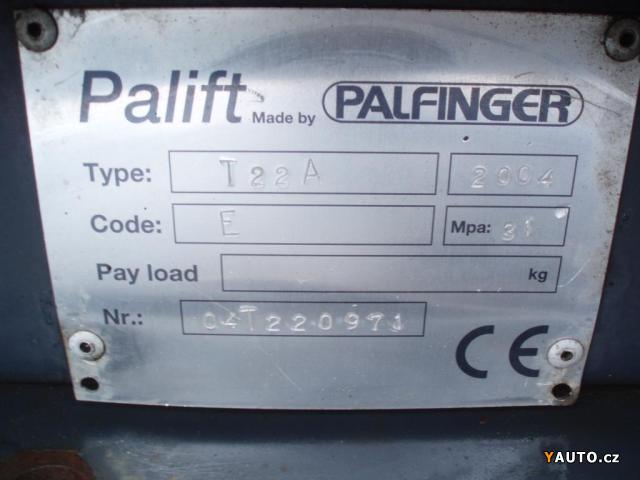 Palift Made by PALFINGER
Type: T22A 2004
Code: E Mpa: 31
Pay load kg
Nr.: 04T220971
CE
YAUTO.cz